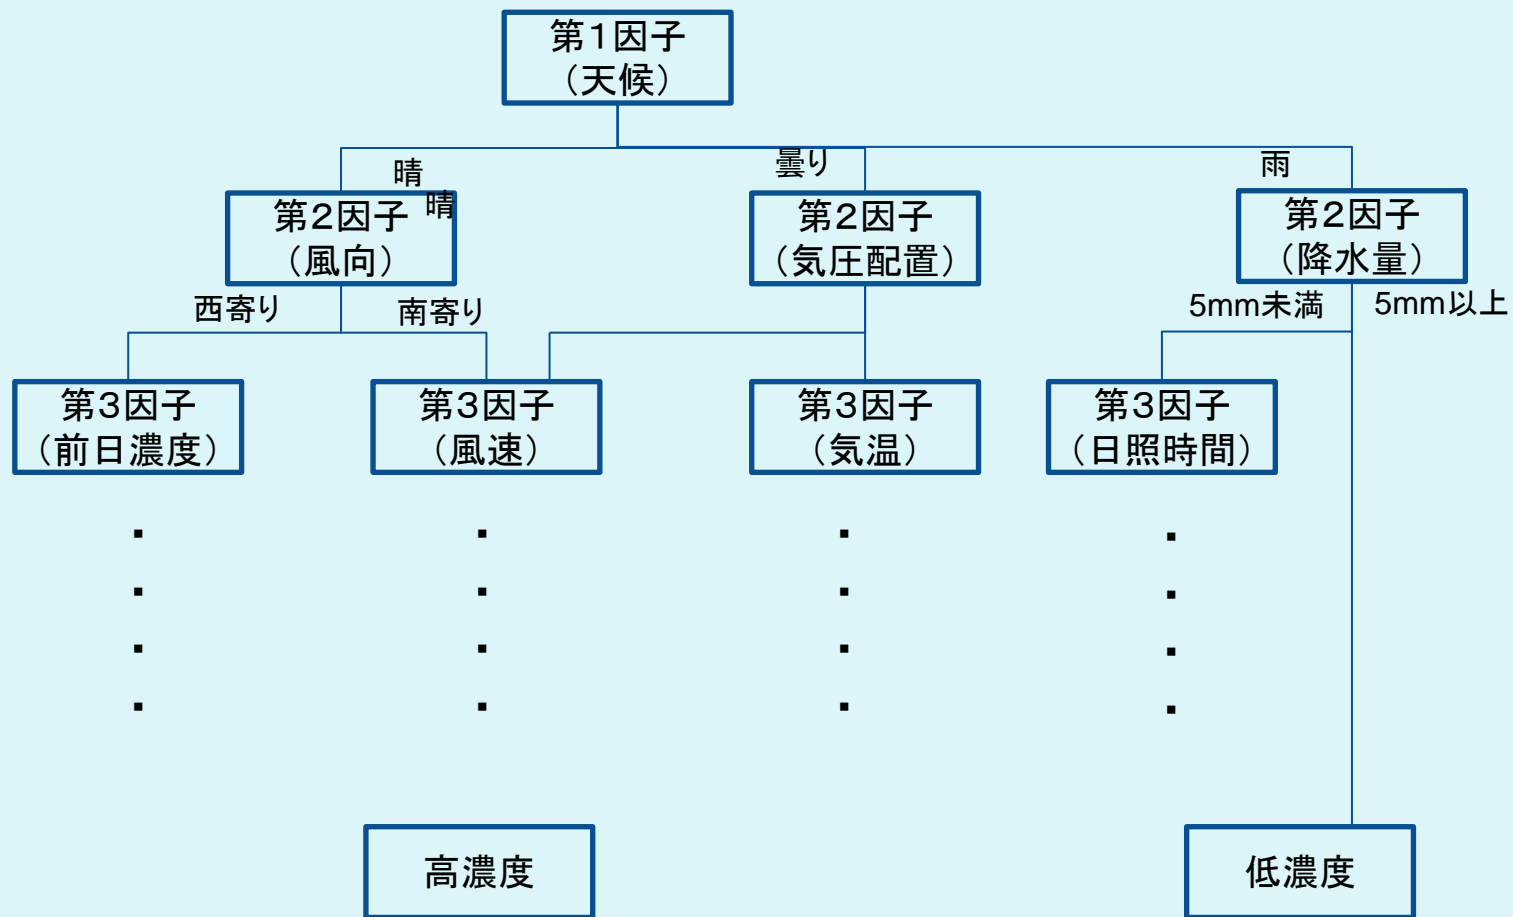 第１因子
（天候）
晴
曇り
雨
晴
第２因子
（風向）
第２因子
（気圧配置）
第２因子
（降水量）
西寄り
南寄り
5mm未満
5mm以上
第３因子
（前日濃度）
第３因子
（風速）
第３因子
（気温）
第３因子
（日照時間）
高濃度
低濃度